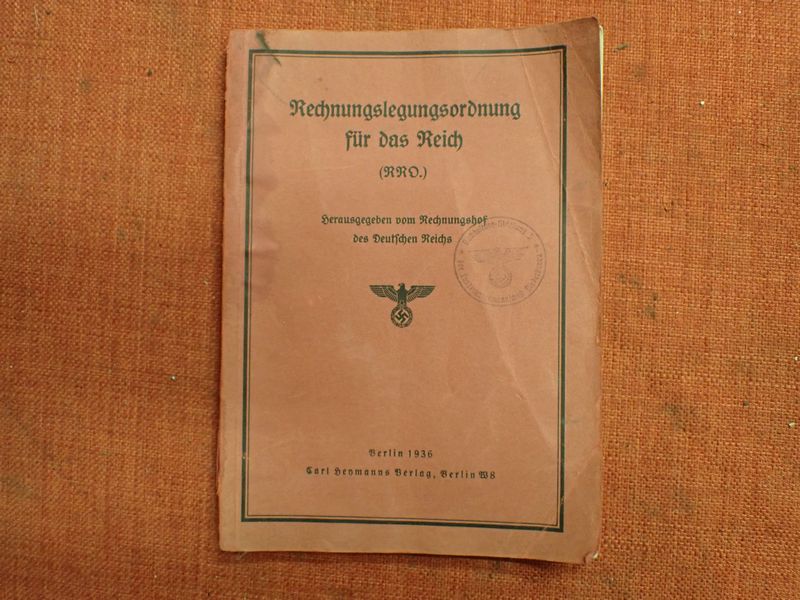 Rechnungslegungsordnung
für das Reich
(RRO.)
Herausgegeben vom Rechnungshof
des Deutschen Reichs
Berlin 1936
Carl Heymanns Verlag, Berlin W8